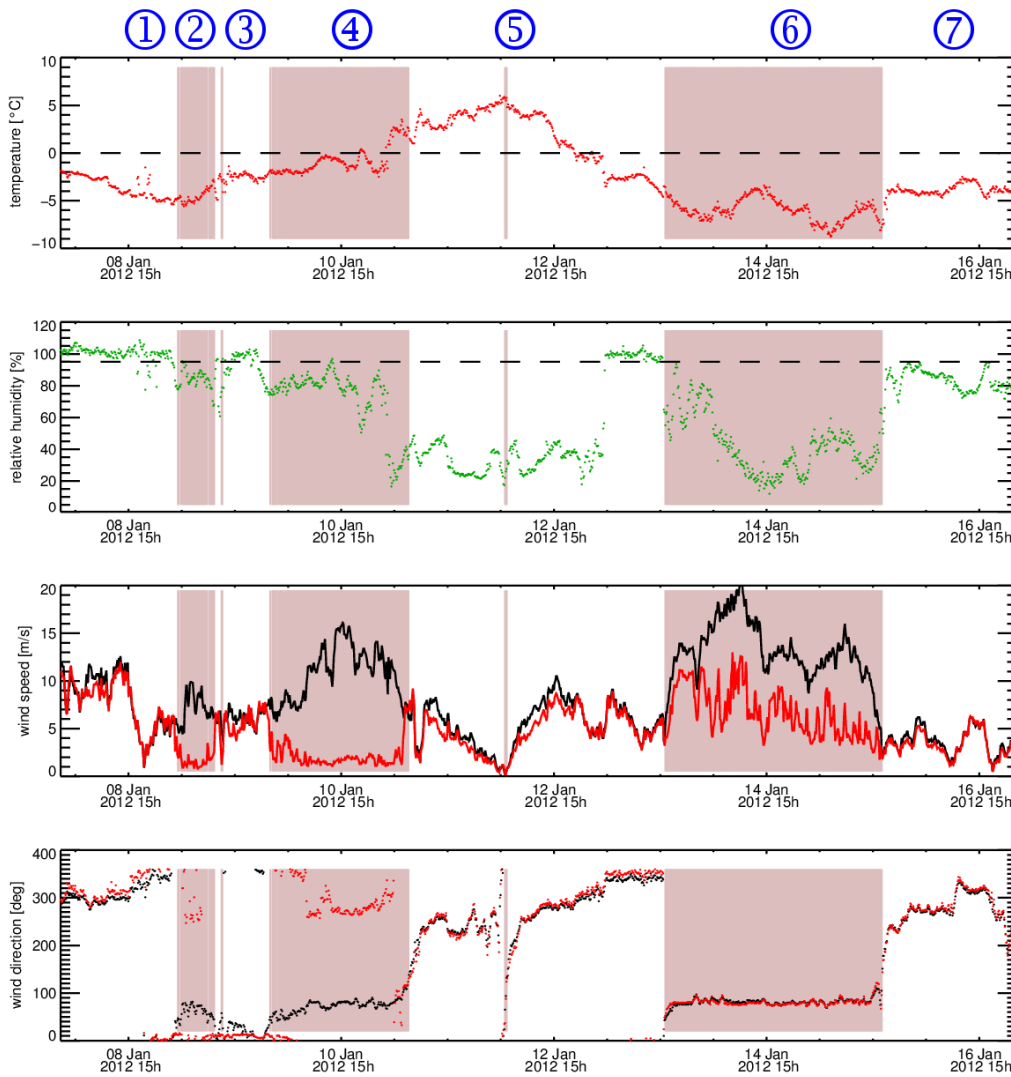 ① ② ③ ④ ⑤ ⑥ ⑦
temperature [°C]
10
5
0
−5
−10
08 Jan 10 Jan 12 Jan 14 Jan 16 Jan
2012 15h 2012 15h 2012 15h 2012 15h 2012 15h
relative humidity [%]
120
100
80
60
40
20
0
08 Jan 10 Jan 12 Jan 14 Jan 16 Jan
2012 15h 2012 15h 2012 15h 2012 15h 2012 15h
wind speed [m/s]
20
15
10
5
0
08 Jan 10 Jan 12 Jan 14 Jan 16 Jan
2012 15h 2012 15h 2012 15h 2012 15h 2012 15h
wind direction [deg]
400
300
200
100
0
08 Jan 10 Jan 12 Jan 14 Jan 16 Jan
2012 15h 2012 15h 2012 15h 2012 15h 2012 15h